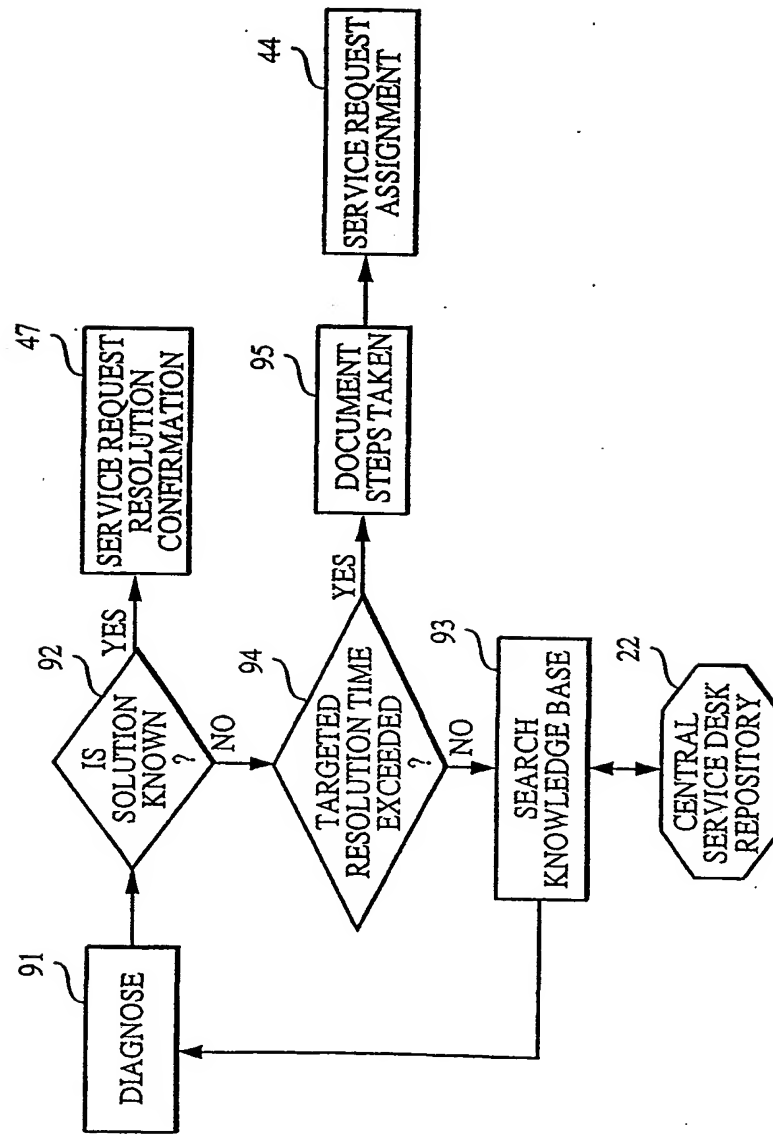 91
DIAGNOSE
92
IS
SOLUTION
KNOWN
?
YES
47
SERVICE REQUEST
RESOLUTION
CONFIRMATION
NO
94
TARGETED
RESOLUTION TIME
EXCEEDED
?
YES
95
DOCUMENT
STEPS TAKEN
44
SERVICE REQUEST
ASSIGNMENT
NO
93
SEARCH
KNOWLEDGE BASE
22
CENTRAL
SERVICE DESK
REPOSITORY